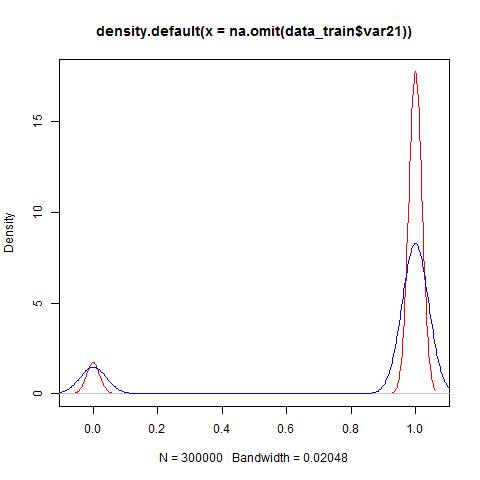 density.default(x = na.omit(data_train$var21))
Density
15
10
5
0
0.0 0.2 0.4 0.6 0.8 1.0
N = 300000 Bandwidth = 0.02048